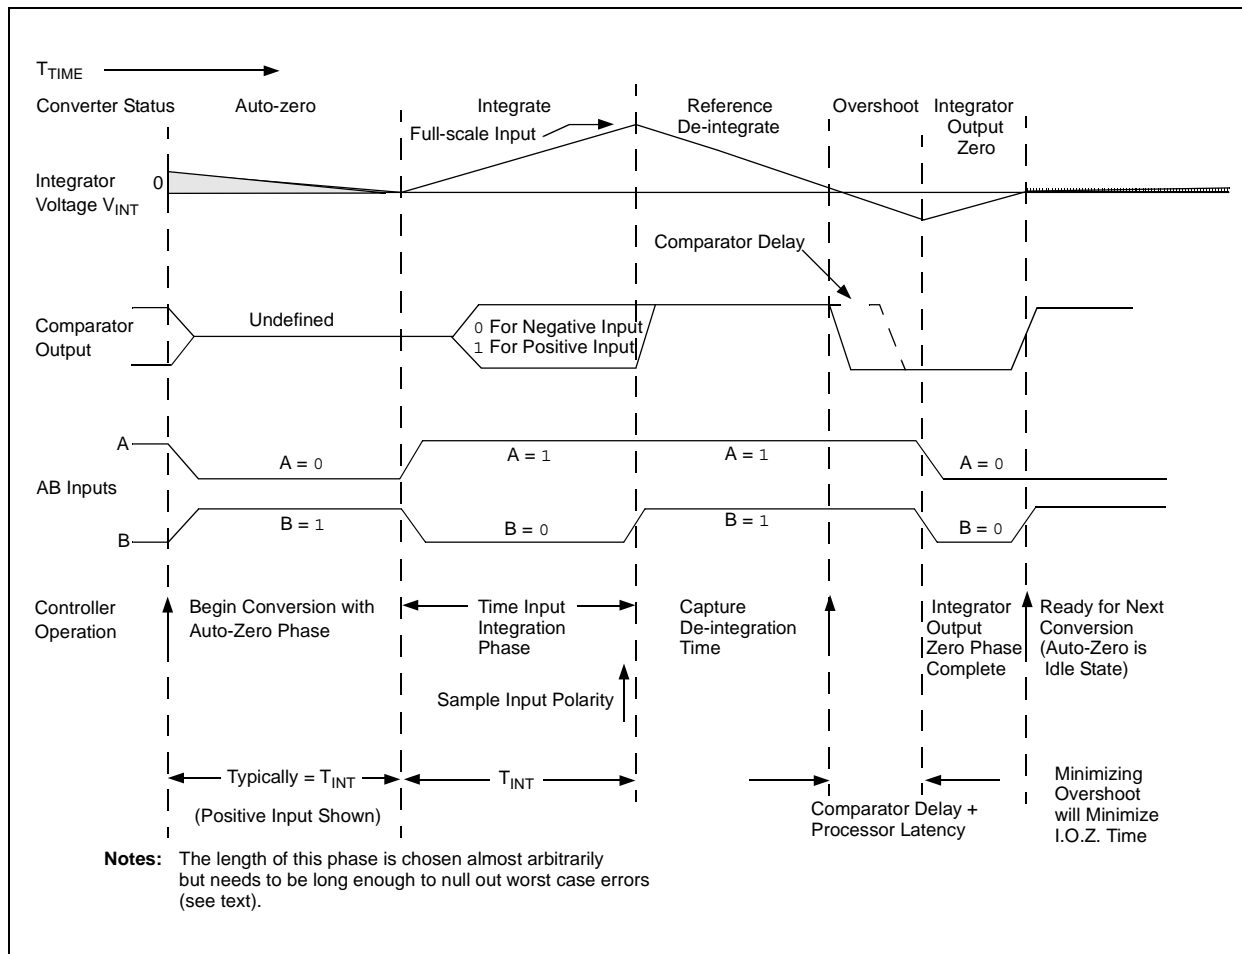 TTIME
Converter Status
Auto-zero
Integrate
Reference
De-integrate
Overshoot
Integrator
Output
Zero
Full-scale Input
Integrator
Voltage VINT
0
Comparator Delay
Comparator
Output
Undefined
0 For Negative Input
1 For Positive Input
A
A = 0
A = 1
A = 1
A = 0
AB Inputs
B
B = 1
B = 0
B = 1
B = 0
Controller
Operation
Begin Conversion with
Auto-Zero Phase
Time Input
Integration
Phase
Capture
De-integration
Time
Integrator
Output
Zero Phase
Complete
Ready for Next
Conversion
(Auto-Zero is
Idle State)
Sample Input Polarity
Typically = TINT
TINT
(Positive Input Shown)
Comparator Delay +
Processor Latency
Minimizing
Overshoot
will Minimize
I.O.Z. Time
Notes: The length of this phase is chosen almost arbitrarily
but needs to be long enough to null out worst case errors
(see text).